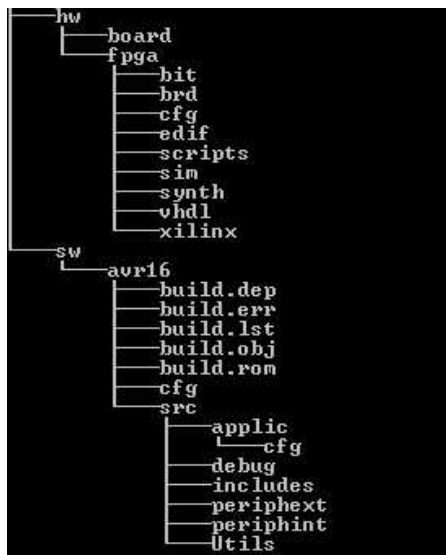 hw
board
fpga
bit
brd
cfg
edif
scripts
sim
synth
vhdl
xilinx
sw
avr16
build.dep
build.err
build.lst
build.obj
build.rom
cfg
src
applic
cfg
debug
includes
periphext
periphint
Utils